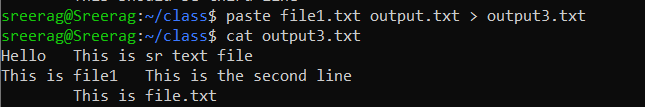 sreerag@Sreerag:~/class$ paste file1.txt output.txt > output3.txt
sreerag@Sreerag:~/class$ cat output3.txt
Hello   This is sr text file
This is file1   This is the second line
        This is file.txt